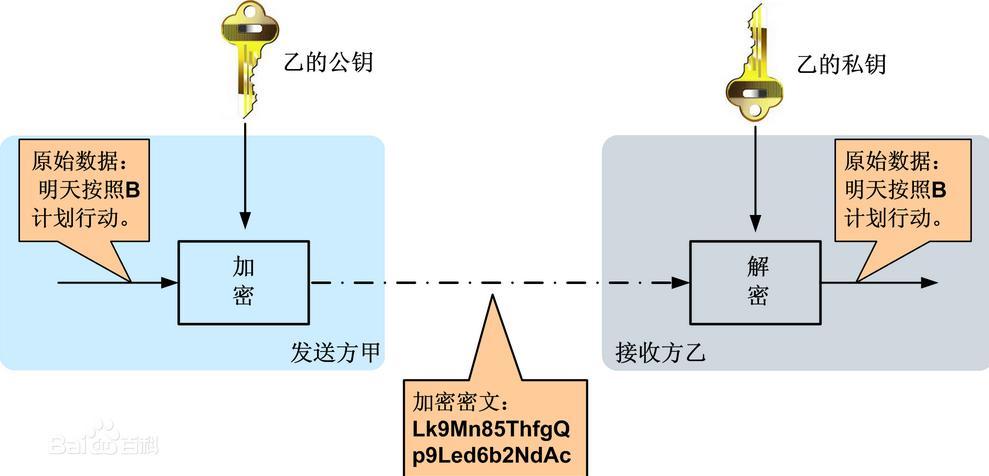 乙的公钥
乙的私钥
原始数据：
明天按照B
计划行动。
原始数据：
明天按照B
计划行动。
加
密
解
密
发送方甲
接收方乙
加密密文：
Lk9Mn85ThfgQ
p9Led6b2NdAc
Bai百科